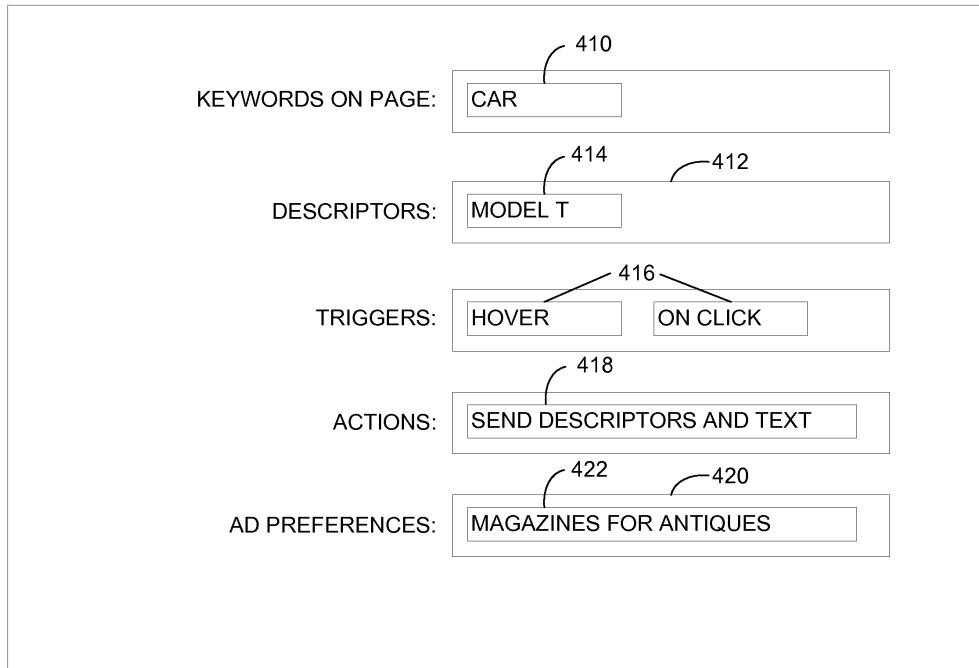 410
KEYWORDS ON PAGE: CAR
414 412
DESCRIPTORS: MODEL T
416
TRIGGERS: HOVER ON CLICK
418
ACTIONS: SEND DESCRIPTORS AND TEXT
422 420
AD PREFERENCES: MAGAZINES FOR ANTIQUES